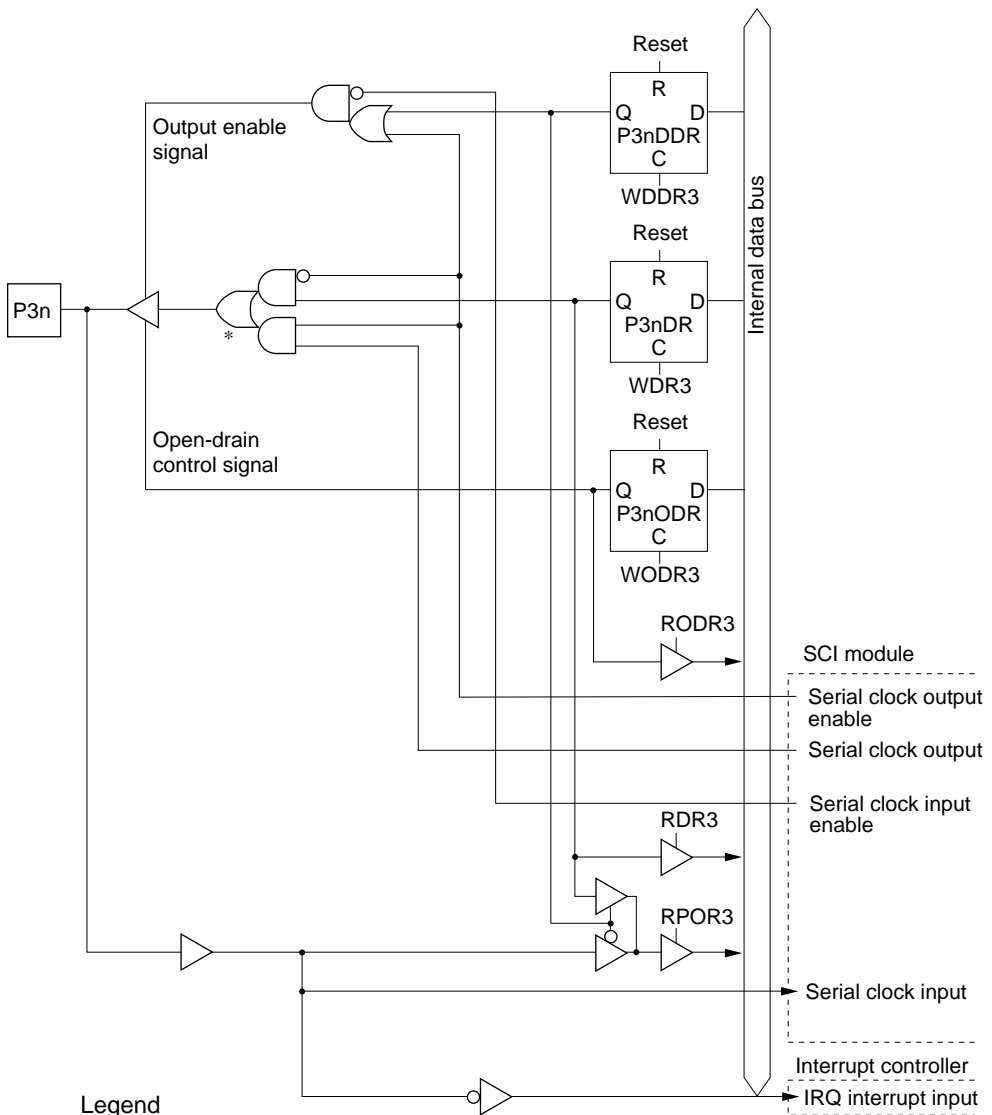 Reset
R
Q D
P3nDDR
C
WDDR3
Output enable
signal
Internal data bus
Reset
R
Q D
P3nDR
C
WDR3
P3n
*
Reset
R
Q D
P3nODR
C
WODR3
Open-drain
control signal
RODR3
SCI module
Serial clock output
enable
Serial clock output
Serial clock input
enable
RDR3
RPOR3
Serial clock input
Interrupt controller
IRQ interrupt input
Legend